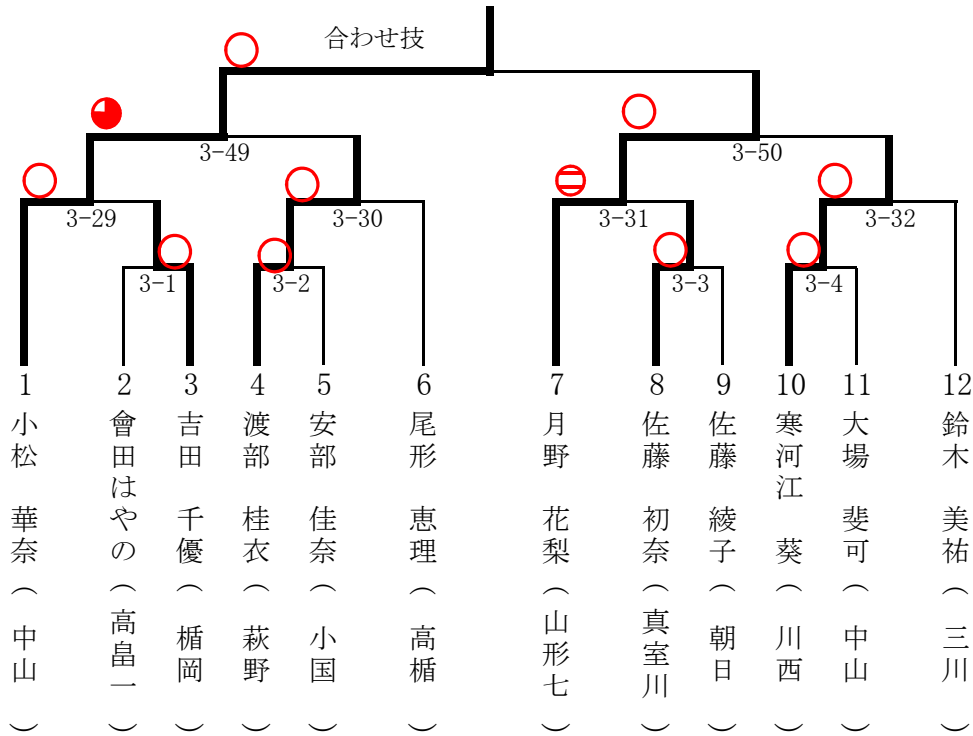 合わせ技
3-49
3-50
3-29
3-30
3-31
3-32
3-1
3-2
3-3
3-4
1
2
3
4
5
6
7
8
9
10
11
12
小松 華奈(中山)
會田はやの(高畠一)
吉田 千優(楯岡)
渡部 桂衣(萩野)
安部 佳奈(小国)
尾形 恵理(高楯)
月野 花梨(山形七)
佐藤 初奈(真室川)
佐藤 綾子(朝日)
寒河江 葵(川西)
大場 斐可(中山)
鈴木 美祐(三川)